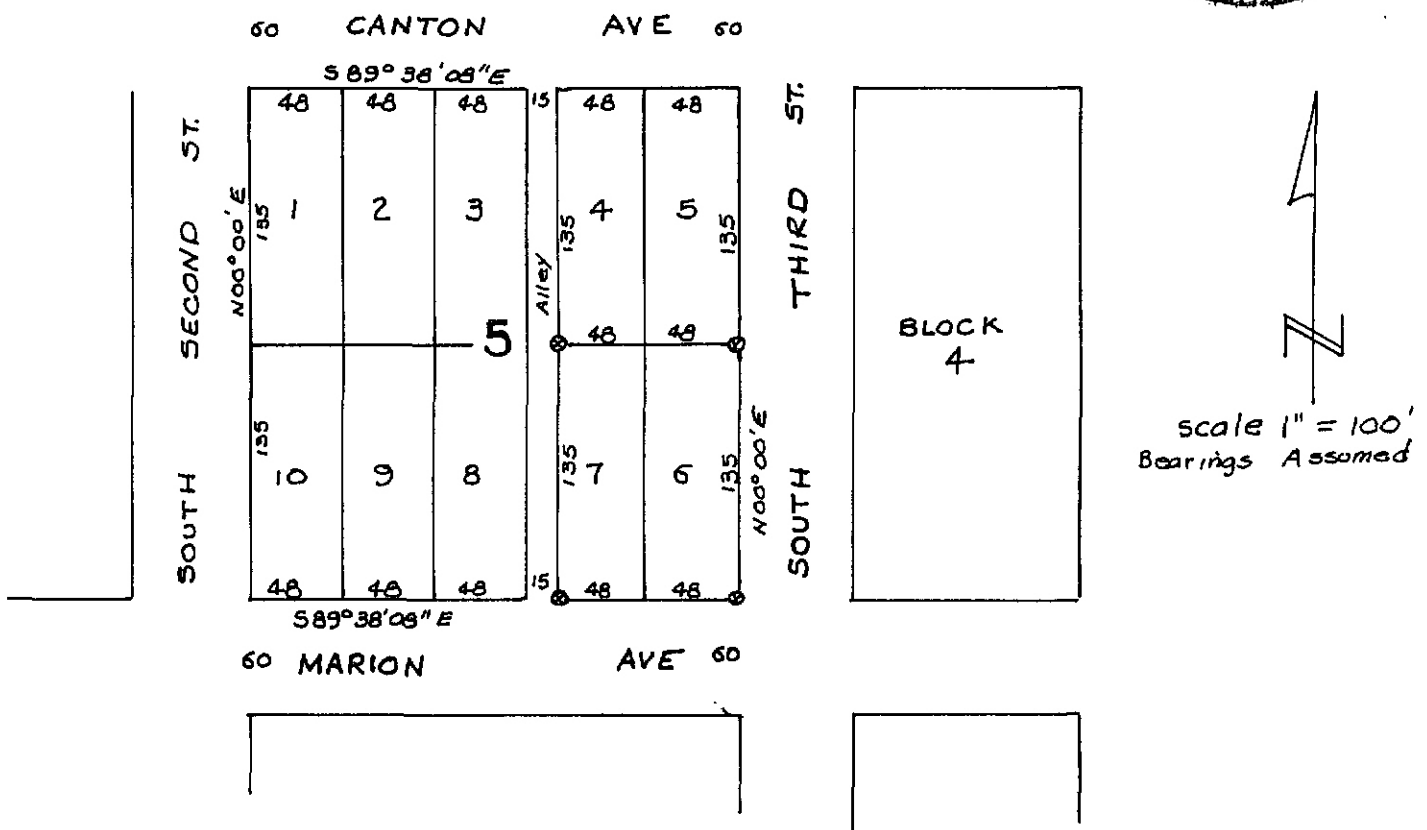 60 CANTON AVE 60
S 89° 38' 08" E
48 48 48 15 48 48
SOUTH SECOND ST.
N00°00'E
135
1 2 3
Alley
135
4 5
135
SOUTH THIRD ST.
5
48 48
BLOCK
4
135
10 9 8
135
7 6
135
N00°00'E
48 48 48 15 48 48
S89°38'08"E
60 MARION AVE 60
N
scale 1" = 100'
Bearings Assumed